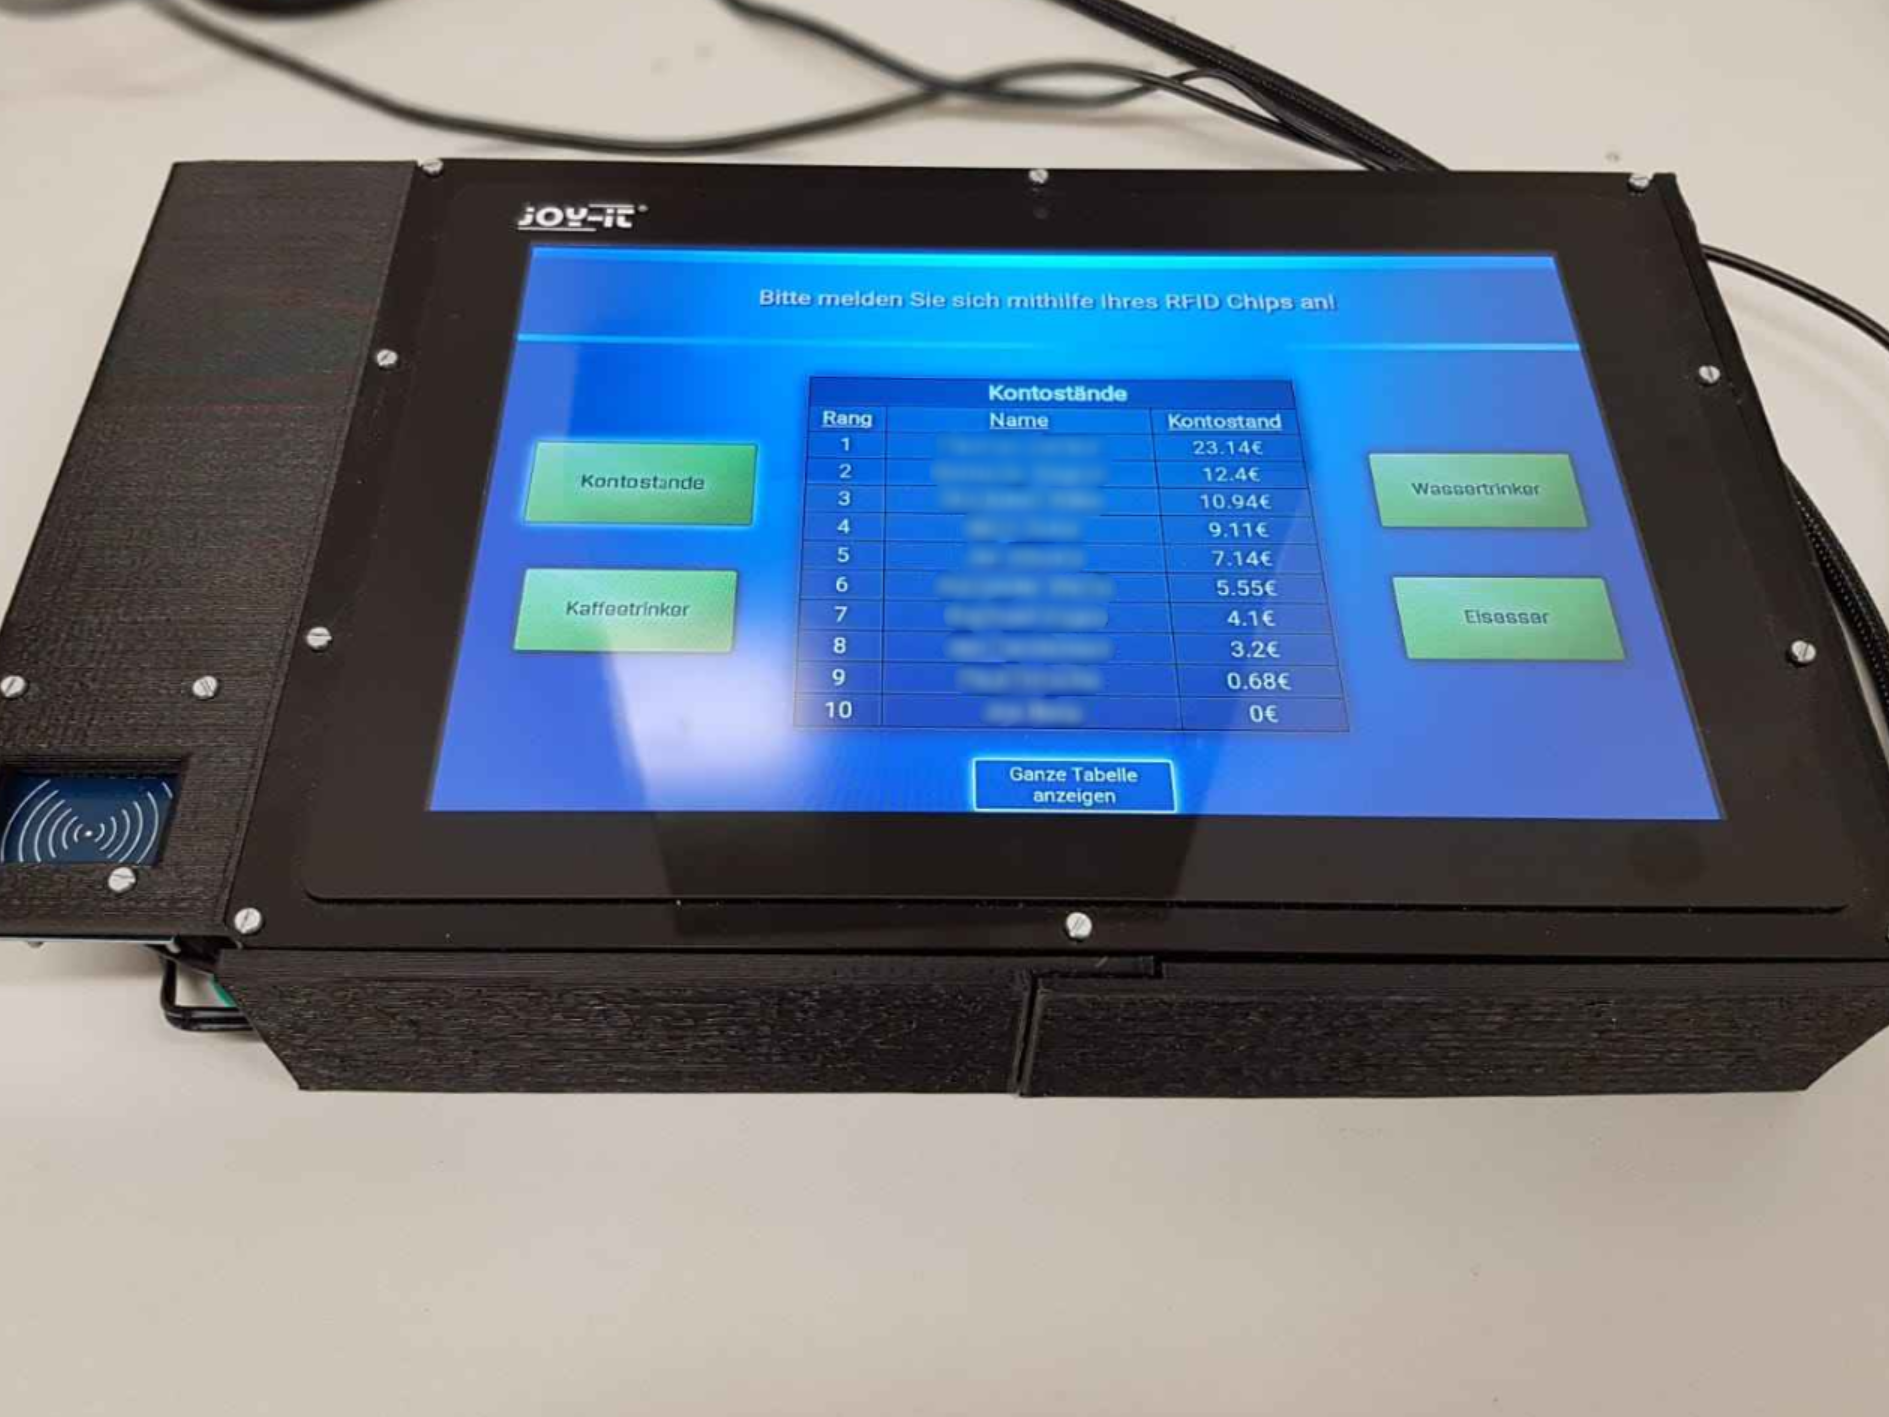 JOY-iT®
Bitte melden Sie sich mithilfe Ihres RFID Chips an!
Kontostände
Rang Name Kontostand
1 23.14€
2 12.4€
3 10.94€
4 9.11€
5 7.14€
6 5.55€
7 4.1€
8 3.2€
9 0.68€
10 0€
Kontostände
Kaffeetrinker
Wassertrinker
Eisesser
Ganze Tabelle
anzeigen